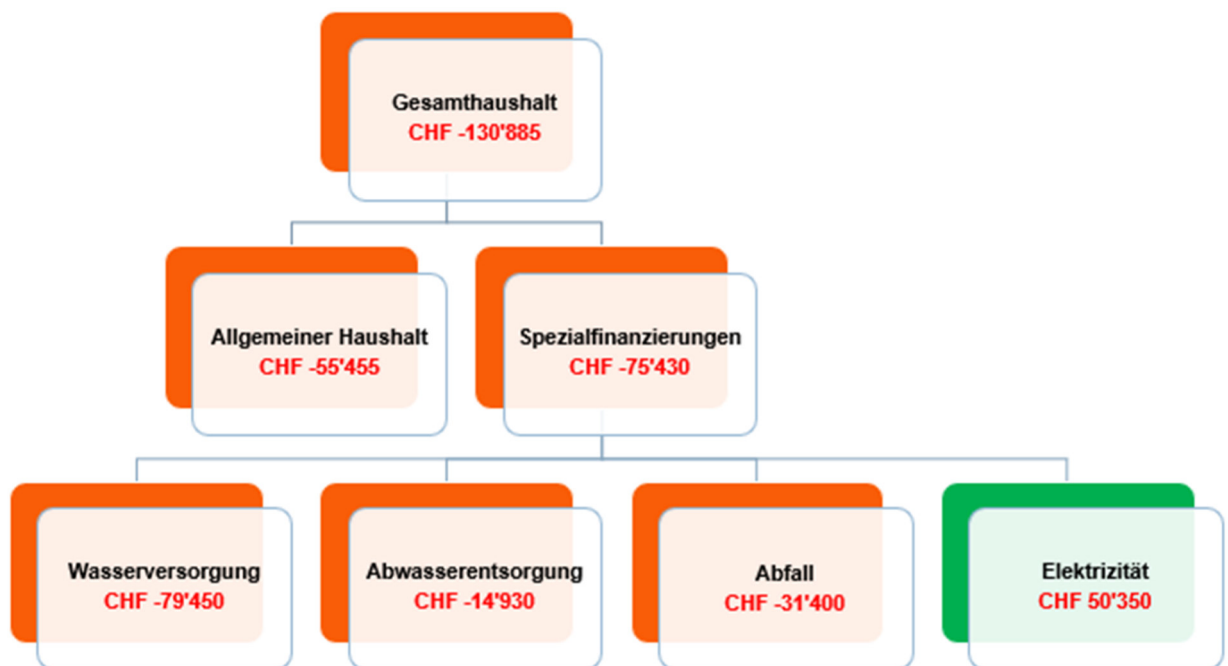 Gesamthaushalt
CHF -130'885
Allgemeiner Haushalt
CHF -55'455
Spezialfinanzierungen
CHF -75'430
Wasserversorgung
CHF -79'450
Abwasserentsorgung
CHF -14'930
Abfall
CHF -31'400
Elektrizität
CHF 50'350